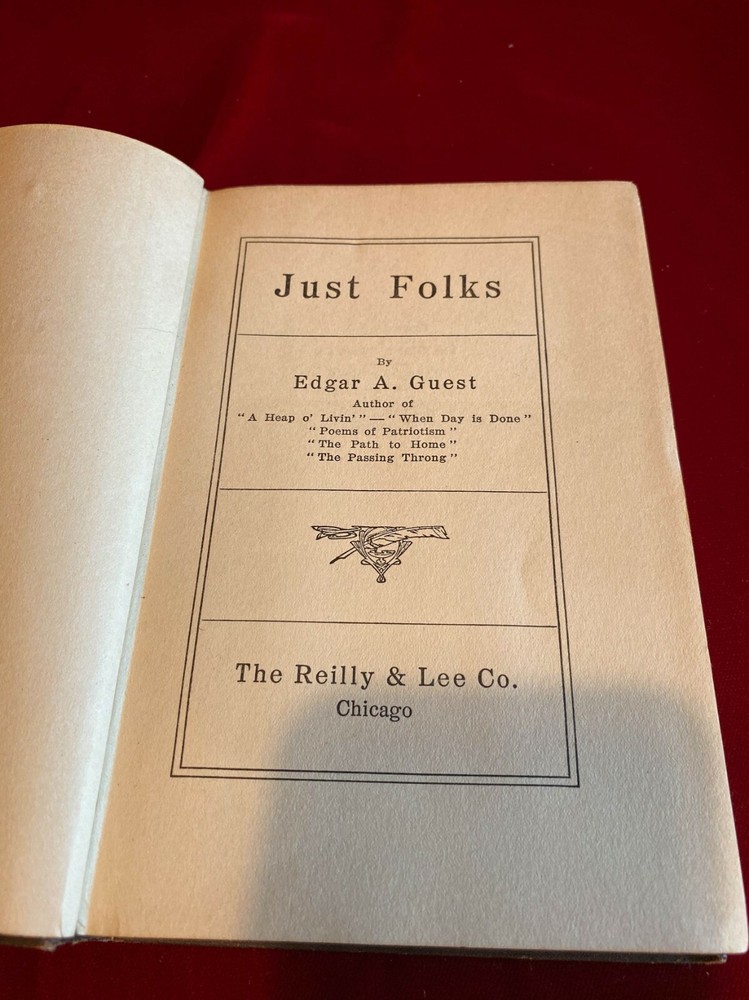 Just Folks
By
Edgar A. Guest
Author of
"A Heap o' Livin'" — "When Day is Done"
"Poems of Patriotism"
"The Path to Home"
"The Passing Throng"
The Reilly & Lee Co.
Chicago